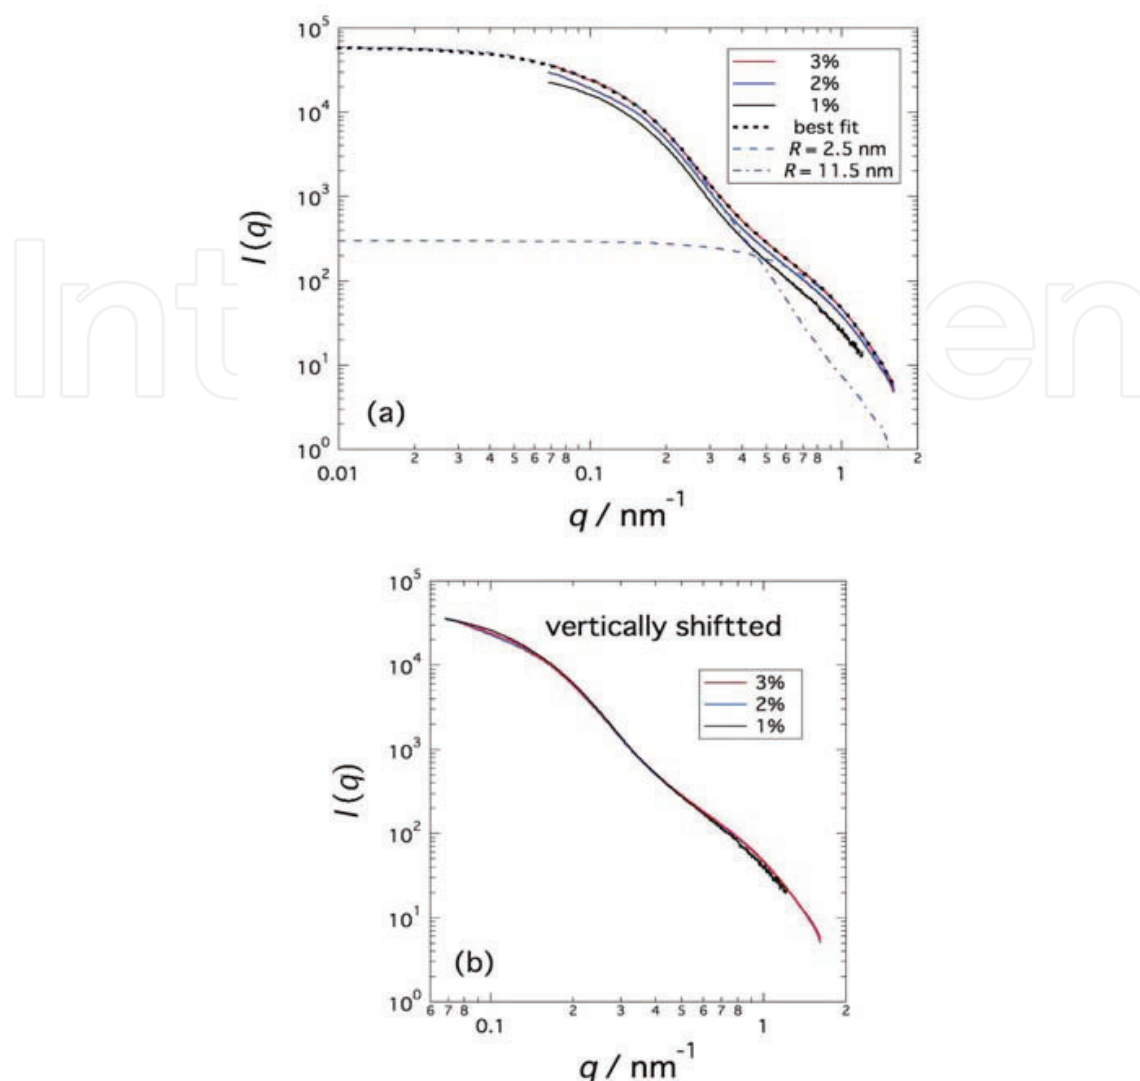 10^5
10^4
10^3
10^2
10^1
10^0
I(q)
3%
2%
1%
best fit
R = 2.5 nm
R = 11.5 nm
(a)
2 3 4 5 6 7 8 2 3 4 5 6 7 8 2
0.01 0.1 1
q / nm^-1
Int en
10^5
10^4
10^3
10^2
10^1
10^0
I(q)
vertically shiftted
3%
2%
1%
(b)
6 7 8 2 3 4 5 6 7 8 2
0.1 1
q / nm^-1